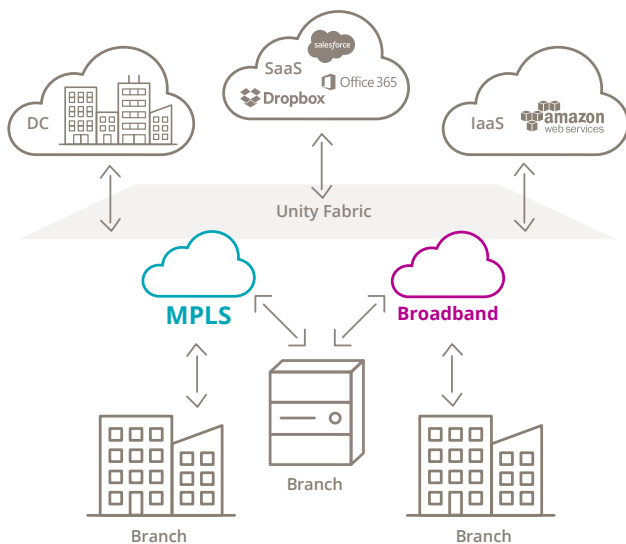 DC
SaaS
salesforce
Office 365
Dropbox
IaaS
amazon
web services
Unity Fabric
MPLS
Broadband
Branch
Branch
Branch